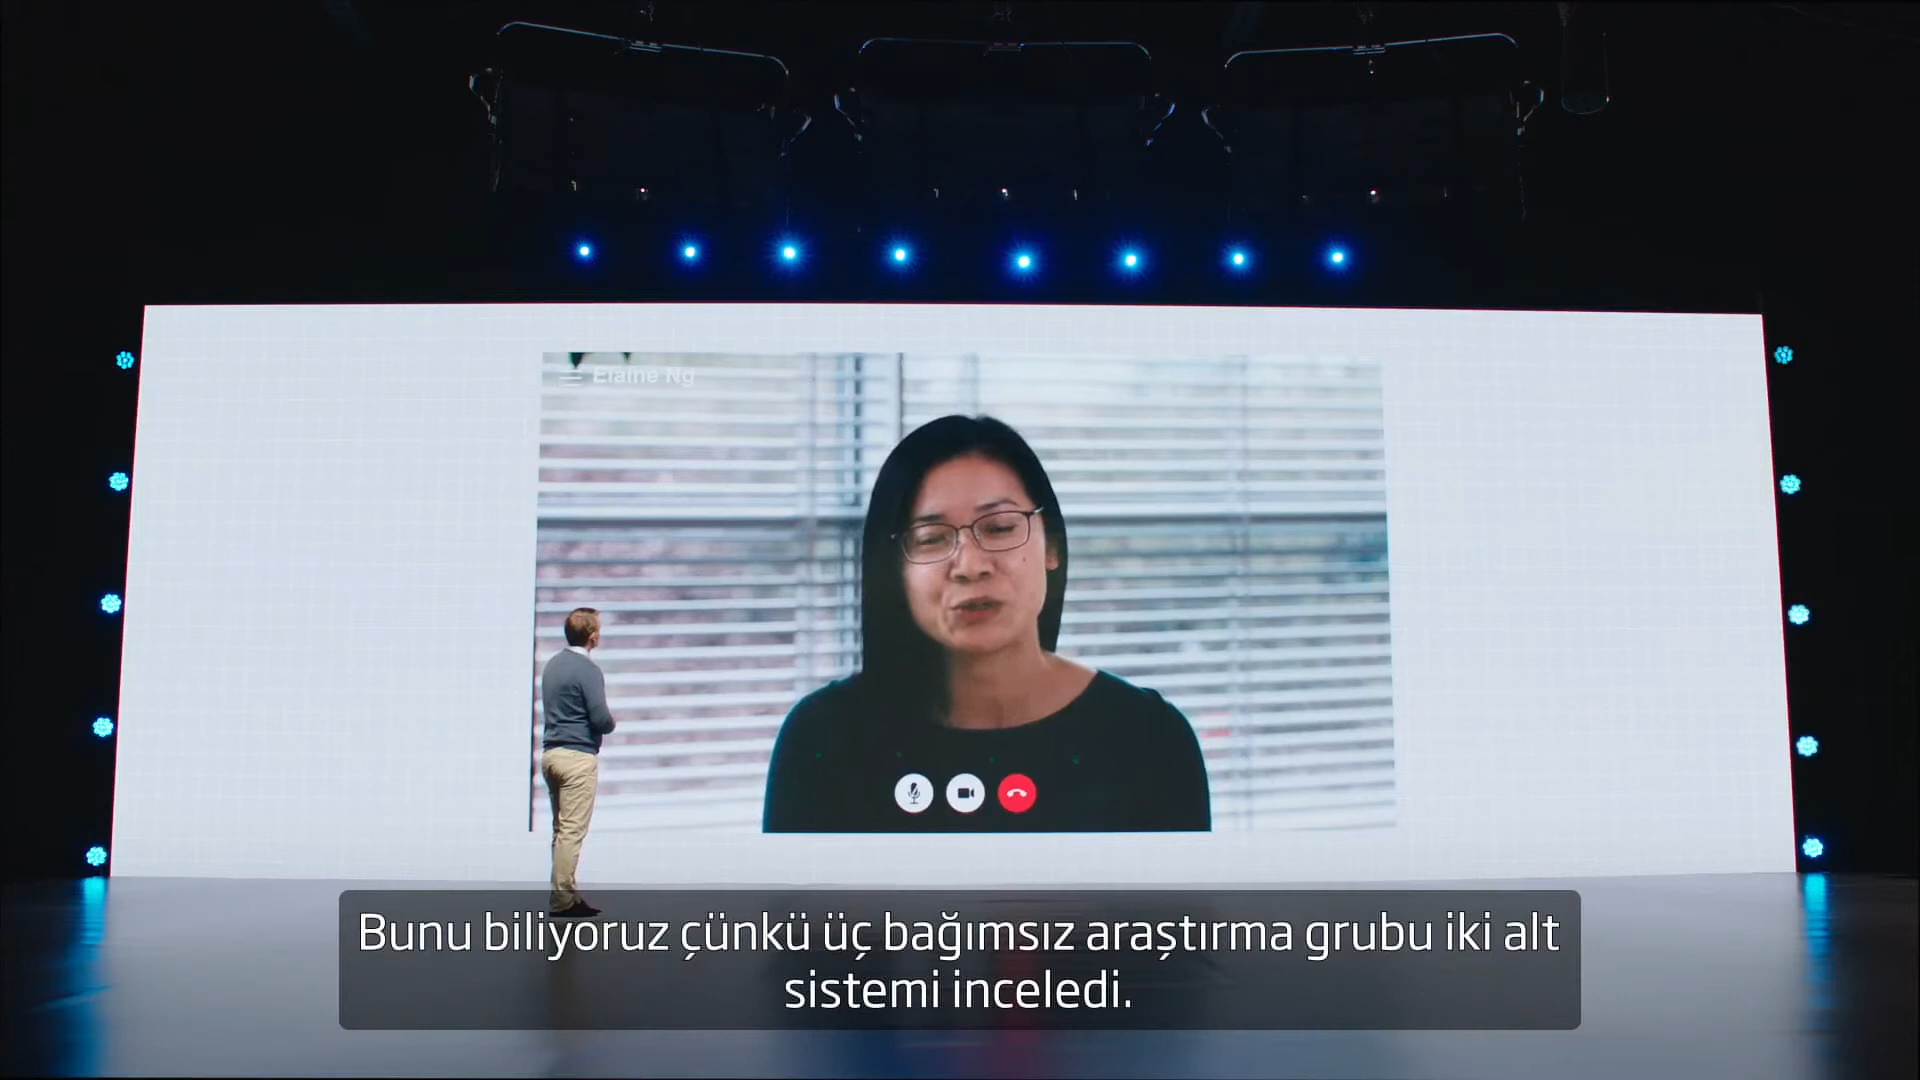 Elaine Ng
Bunu biliyoruz çünkü üç bağımsız araştırma grubu iki alt
sistemi inceledi.